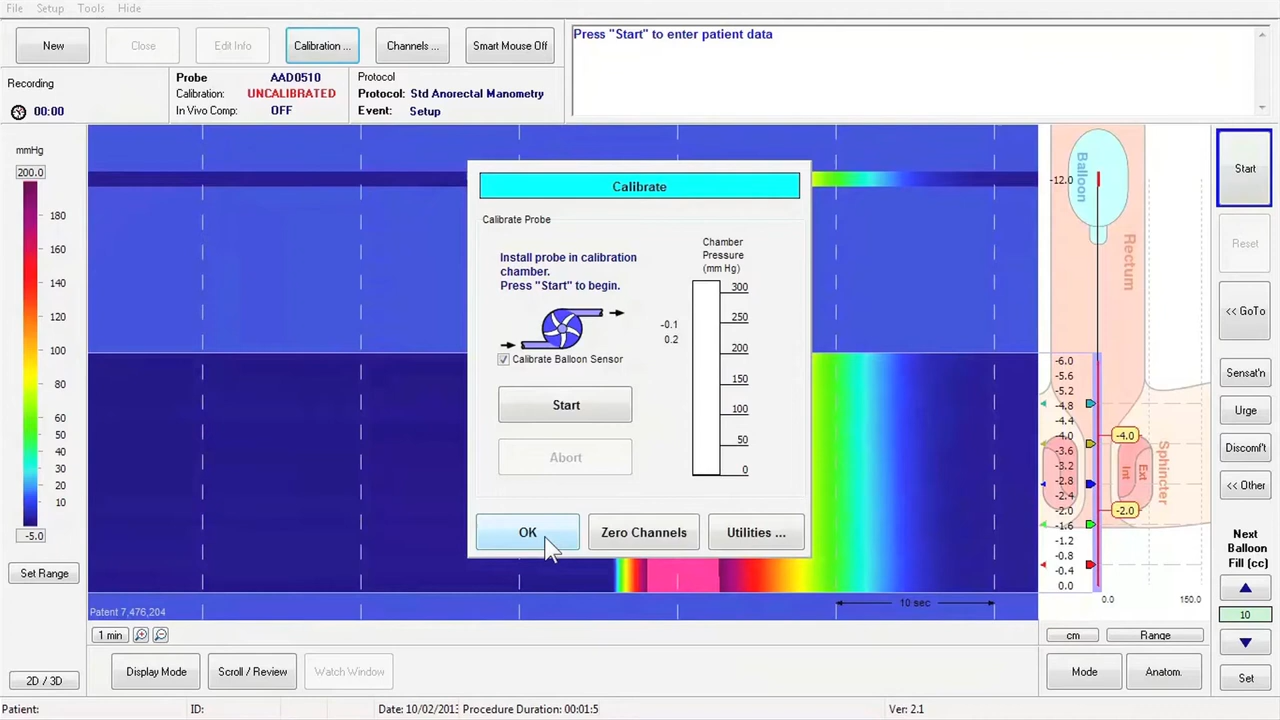 File Setup Tools Hide
New Close Edit Info Calibration ... Channels ... Smart Mouse Off
Press "Start" to enter patient data
Recording
00:00
Probe AAD0510
Calibration: UNCALIBRATED
In Vivo Comp: OFF
Protocol
Protocol: Std Anorectal Manometry
Event: Setup
mmHg
200.0
180
160
140
120
100
80
60
50
40
30
20
10
-5.0
Set Range
2D / 3D
Calibrate
Calibrate Probe
Install probe in calibration
chamber.
Press "Start" to begin.
Calibrate Balloon Sensor
Start
Abort
Chamber
Pressure
(mm Hg)
-0.1
0.2
300
250
200
150
100
50
0
OK Zero Channels Utilities ...
Patent 7,476,204
10 sec
1 min
Display Mode Scroll / Review Watch Window
Balloon
-12.0
Rectum
-6.0
-5.6
-5.2
-4.8
-4.4
-4.0
-3.6
-3.2
-2.8
-2.4
-2.0
-1.6
-1.2
-0.8
-0.4
0.0
-4.0
Int
Ext
Sphincter
-2.0
0.0 150.0
cm Range
Mode Anatom.
Start
Reset
<< GoTo
Sensat'n
Urge
Discomf't
<< Other
Next
Balloon
Fill (cc)
10
Set
Patient: ID: Date: 10/02/2013 Procedure Duration: 00:01:5 Ver: 2.1